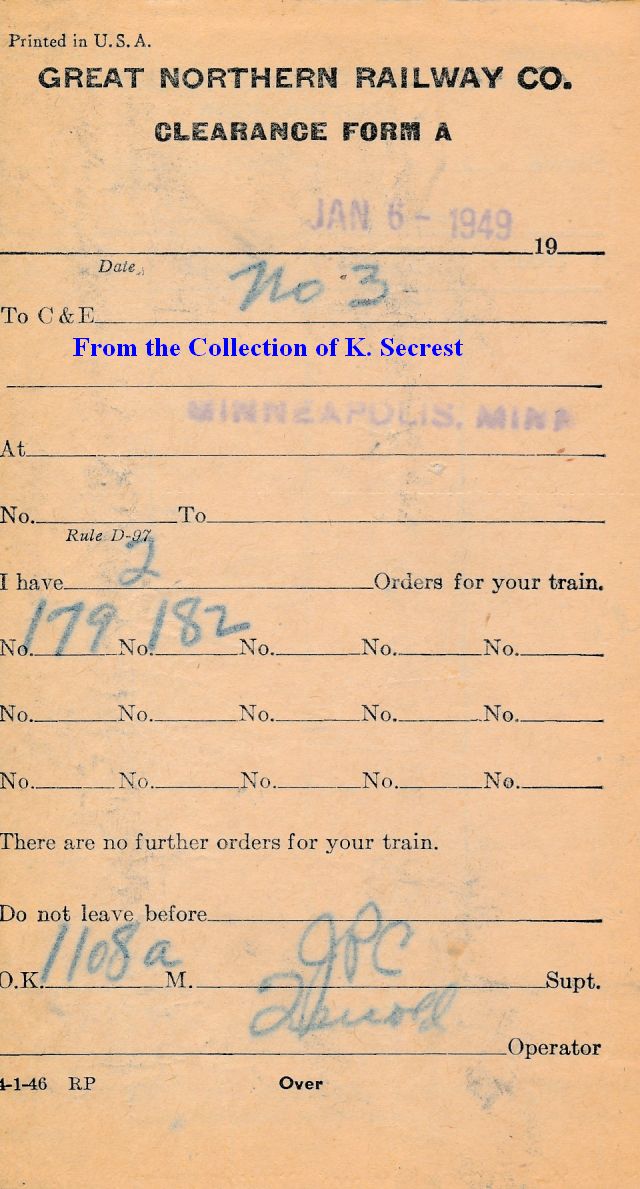 Printed in U.S.A.
GREAT NORTHERN RAILWAY CO.
CLEARANCE FORM A
JAN 6 - 1949
19
Date
No 3
To C & E
From the Collection of K. Secrest
MINNEAPOLIS, MINN
At
No. To
Rule D-97
I have 2 Orders for your train.
No. 179 No. 182 No. No. No.
No. No. No. No. No.
No. No. No. No. No.
There are no further orders for your train.
Do not leave before
O.K. 1108 a M. JPC Supt.
Operator
4-1-46 RP Over